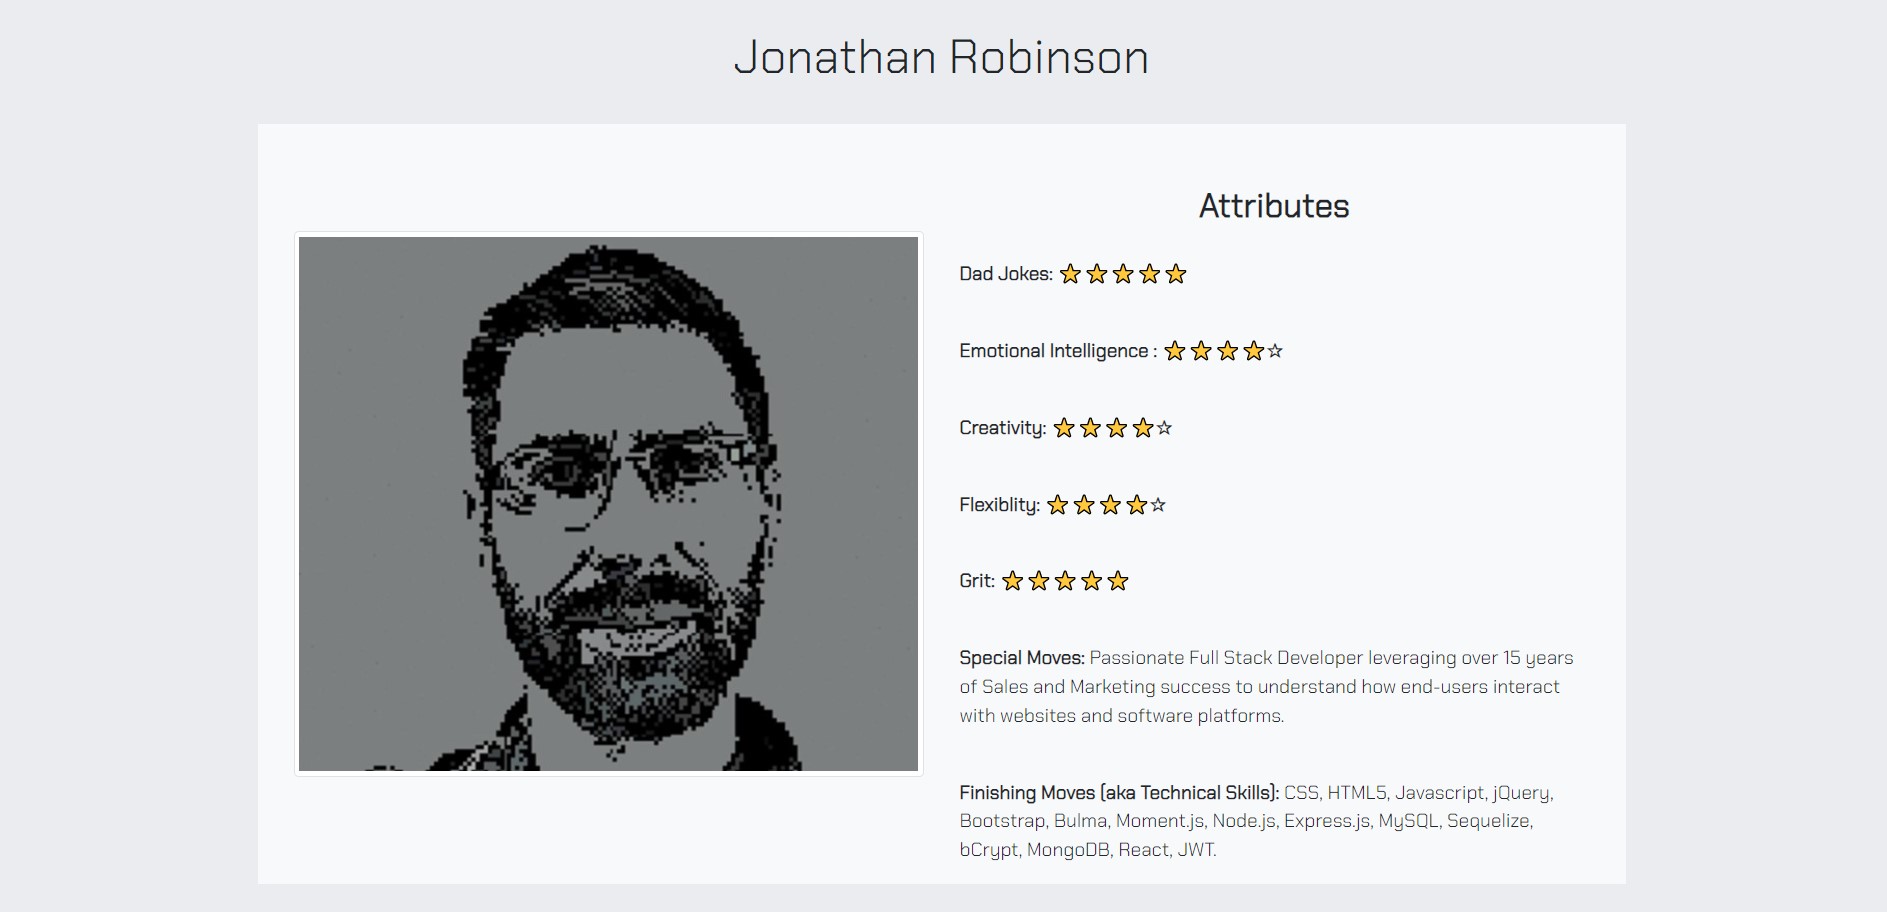 Jonathan Robinson
Attributes
Dad Jokes: ★ ★ ★ ★ ★
Emotional Intelligence : ★ ★ ★ ★ ☆
Creativity: ★ ★ ★ ★ ☆
Flexiblity: ★ ★ ★ ★ ☆
Grit: ★ ★ ★ ★ ★
Special Moves: Passionate Full Stack Developer leveraging over 15 years
of Sales and Marketing success to understand how end-users interact
with websites and software platforms.
Finishing Moves (aka Technical Skills): CSS, HTML5, Javascript, jQuery,
Bootstrap, Bulma, Moment.js, Node.js, Express.js, MySQL, Sequelize,
bCrypt, MongoDB, React, JWT.